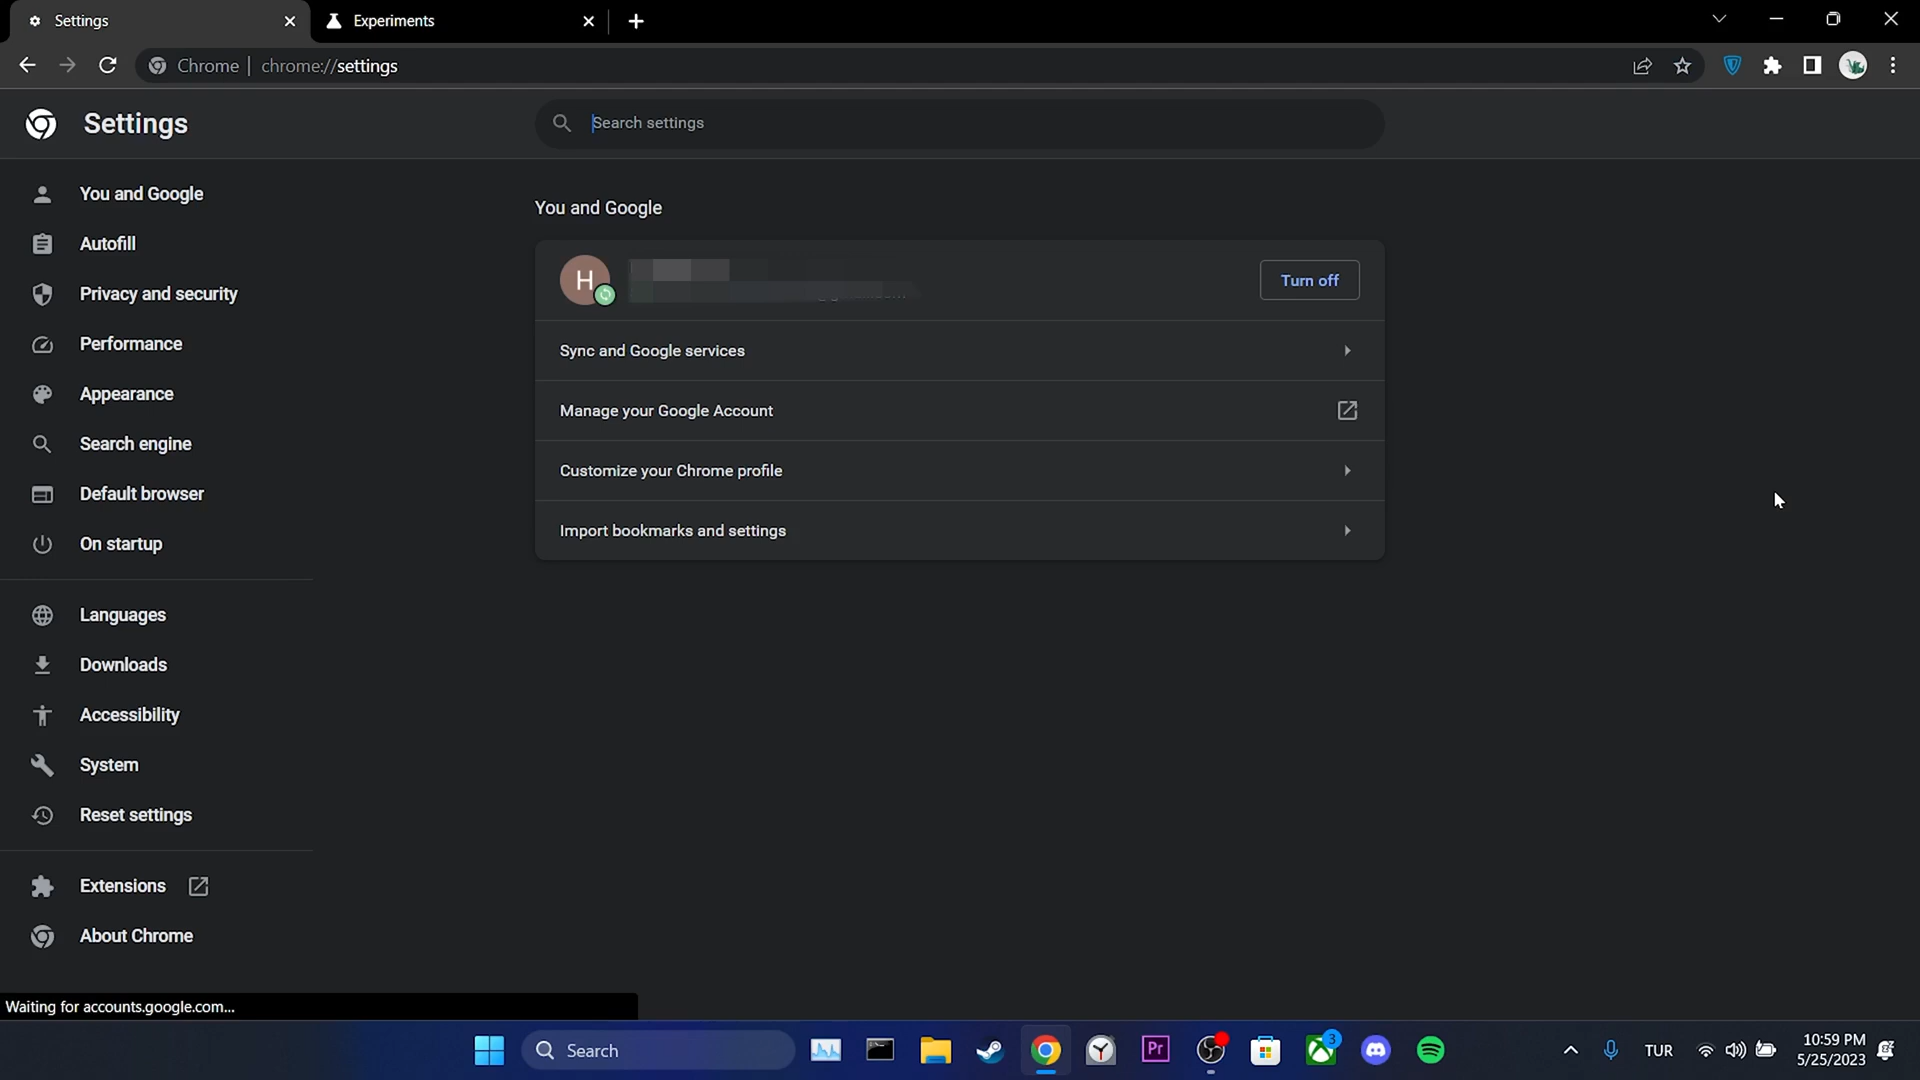 Settings
Experiments
Chrome | chrome://settings
Settings
Search settings
You and Google
Autofill
Privacy and security
Performance
Appearance
Search engine
Default browser
On startup
Languages
Downloads
Accessibility
System
Reset settings
Extensions
About Chrome
You and Google
H
Turn off
Sync and Google services
Manage your Google Account
Customize your Chrome profile
Import bookmarks and settings
Waiting for accounts.google.com...
Search
Pr
3
TUR
10:59 PM
5/25/2023